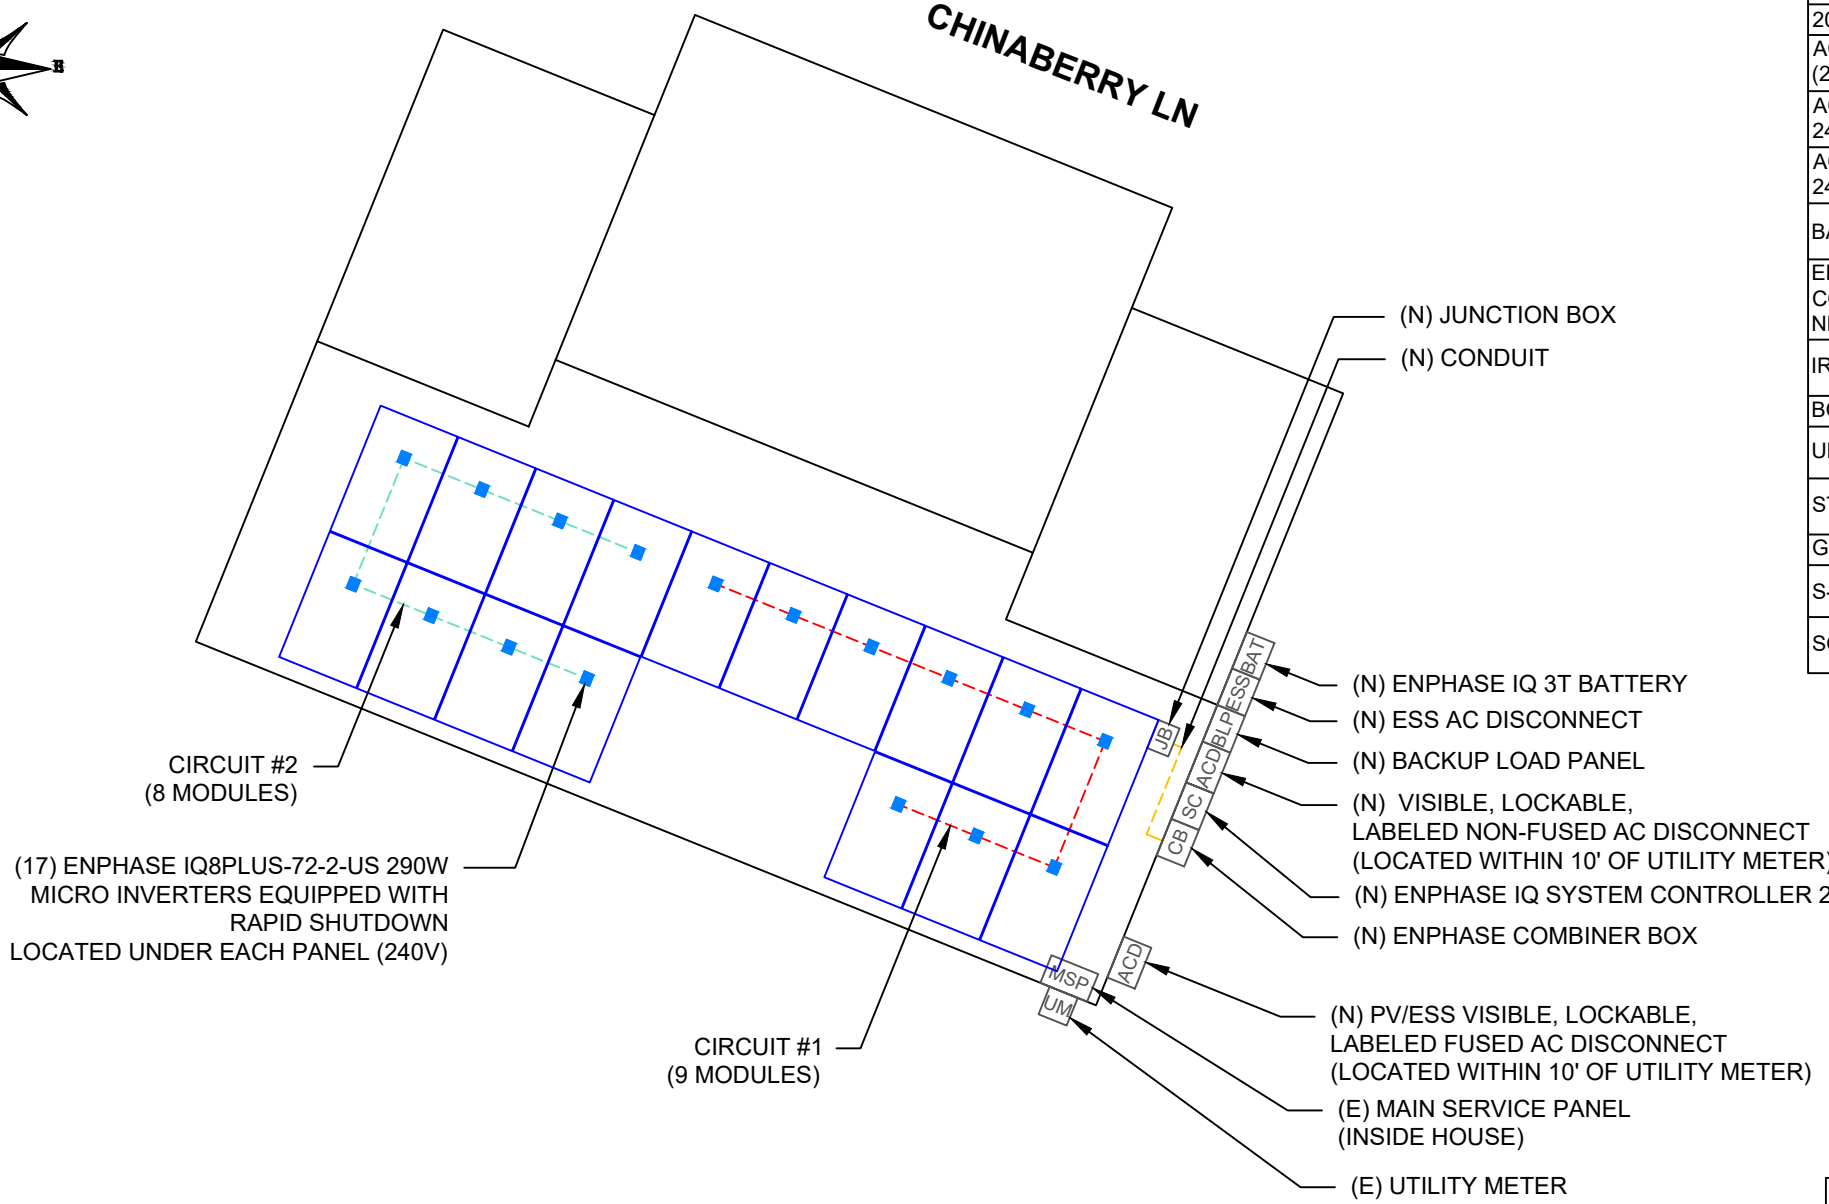 CHINABERRY LN
(N) JUNCTION BOX
(N) CONDUIT
BAT
ESS
BLP
ACD
SC
CB
JB
ACD
MSP
UM
(N) ENPHASE IQ 3T BATTERY
(N) ESS AC DISCONNECT
(N) BACKUP LOAD PANEL
(N) VISIBLE, LOCKABLE,
LABELED NON-FUSED AC DISCONNECT
(LOCATED WITHIN 10' OF UTILITY METER)
(N) ENPHASE IQ SYSTEM CONTROLLER 2
(N) ENPHASE COMBINER BOX
(N) PV/ESS VISIBLE, LOCKABLE,
LABELED FUSED AC DISCONNECT
(LOCATED WITHIN 10' OF UTILITY METER)
(E) MAIN SERVICE PANEL
(INSIDE HOUSE)
(E) UTILITY METER
CIRCUIT #2
(8 MODULES)
(17) ENPHASE IQ8PLUS-72-2-US 290W
MICRO INVERTERS EQUIPPED WITH
RAPID SHUTDOWN
LOCATED UNDER EACH PANEL (240V)
CIRCUIT #1
(9 MODULES)